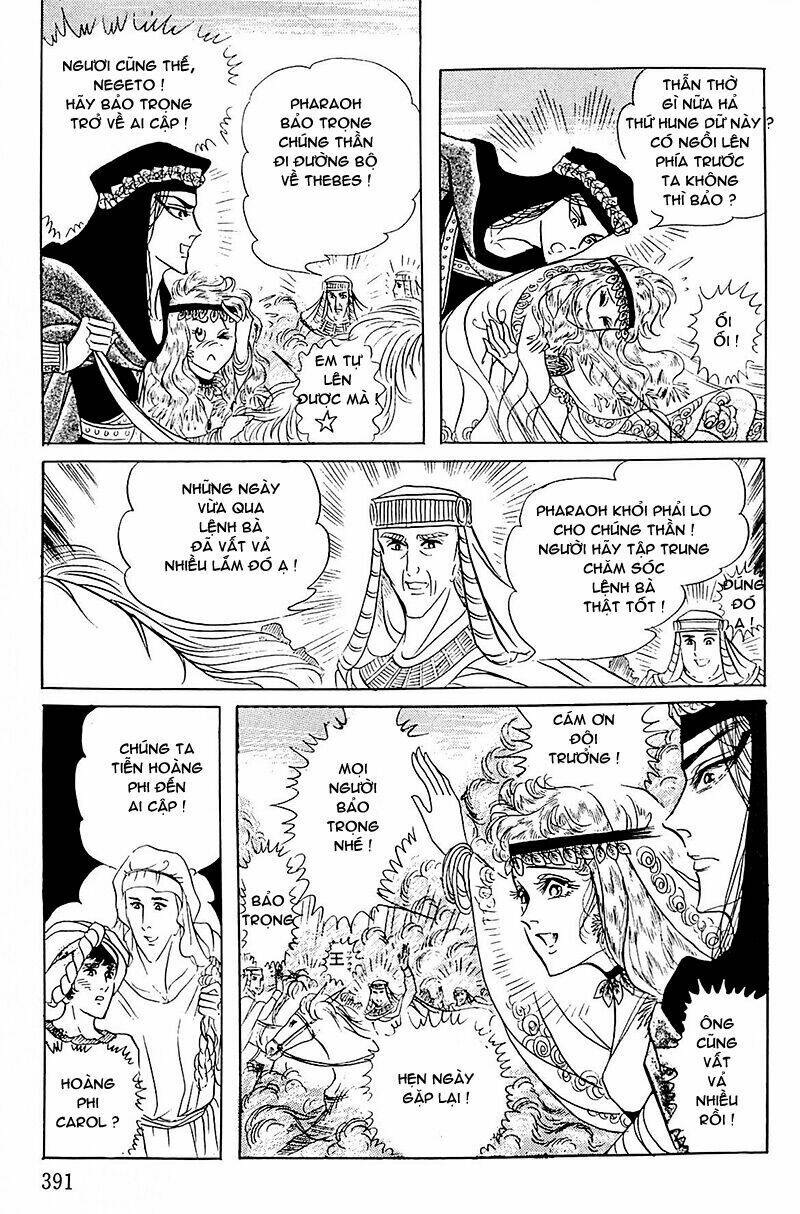 NGƯƠI CŨNG THẾ,
NEGETO !
HÃY BẢO TRỌNG
TRỞ VỀ AI CẬP !
PHARAOH
BẢO TRỌNG
CHÚNG THẦN
ĐI ĐƯỜNG BỘ
VỀ THEBES !
EM TỰ
LÊN
ĐƯỢC MÀ !
THẪN THỜ
GÌ NỮA HẢ
THỨ HUNG DỮ NÀY ?
CÓ NGỒI LÊN
PHÍA TRƯỚC
TA KHÔNG
THÌ BẢO ?
ỐI
ỐI !
NHỮNG NGÀY
VỪA QUA
LỆNH BÀ
ĐÃ VẤT VẢ
NHIỀU LẮM ĐÓ Ạ !
PHARAOH KHỎI PHẢI LO
CHO CHÚNG THẦN !
NGƯỜI HÃY TẬP TRUNG
CHĂM SÓC
LỆNH BÀ
THẬT TỐT !
ĐÚNG
ĐÓ
Ạ !
CHÚNG TA
TIỄN HOÀNG
PHI ĐẾN
AI CẬP !
HOÀNG
PHI
CAROL ?
CÁM ƠN
ĐỘI
TRƯỞNG !
MỌI
NGƯỜI
BẢO
TRỌNG
NHÉ !
BẢO
TRỌNG
王
HẸN NGÀY
GẶP LẠI !
ÔNG
CŨNG
VẤT
VẢ
NHIỀU
RỒI !
391